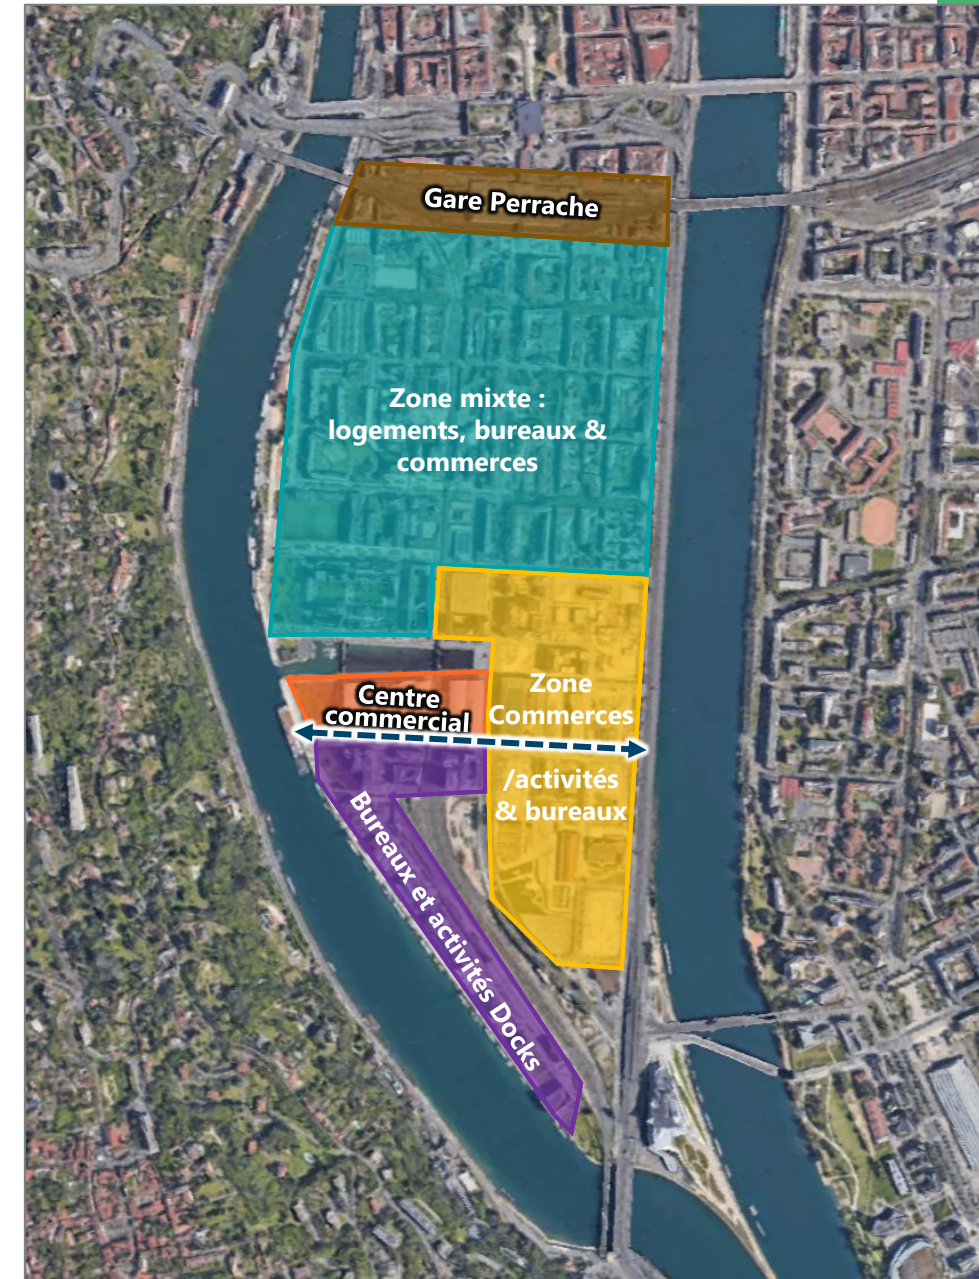 Gare Perrache
Zone mixte :
logements, bureaux &
commerces
Centre
commercial
Zone
Commerces
/activités
& bureaux
Bureaux et activités Docks